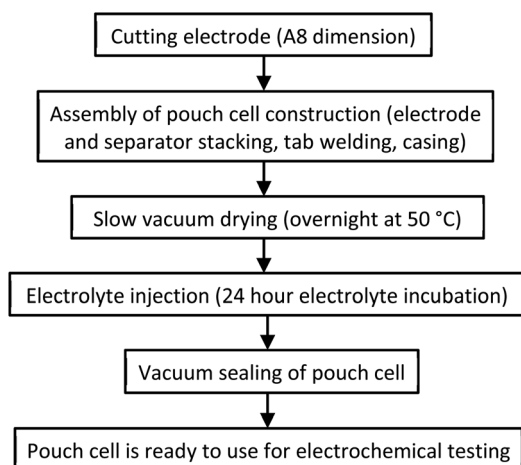 Cutting electrode (A8 dimension)
Assembly of pouch cell construction (electrode
and separator stacking, tab welding, casing)
Slow vacuum drying (overnight at 50 °C)
Electrolyte injection (24 hour electrolyte incubation)
Vacuum sealing of pouch cell
Pouch cell is ready to use for electrochemical testing